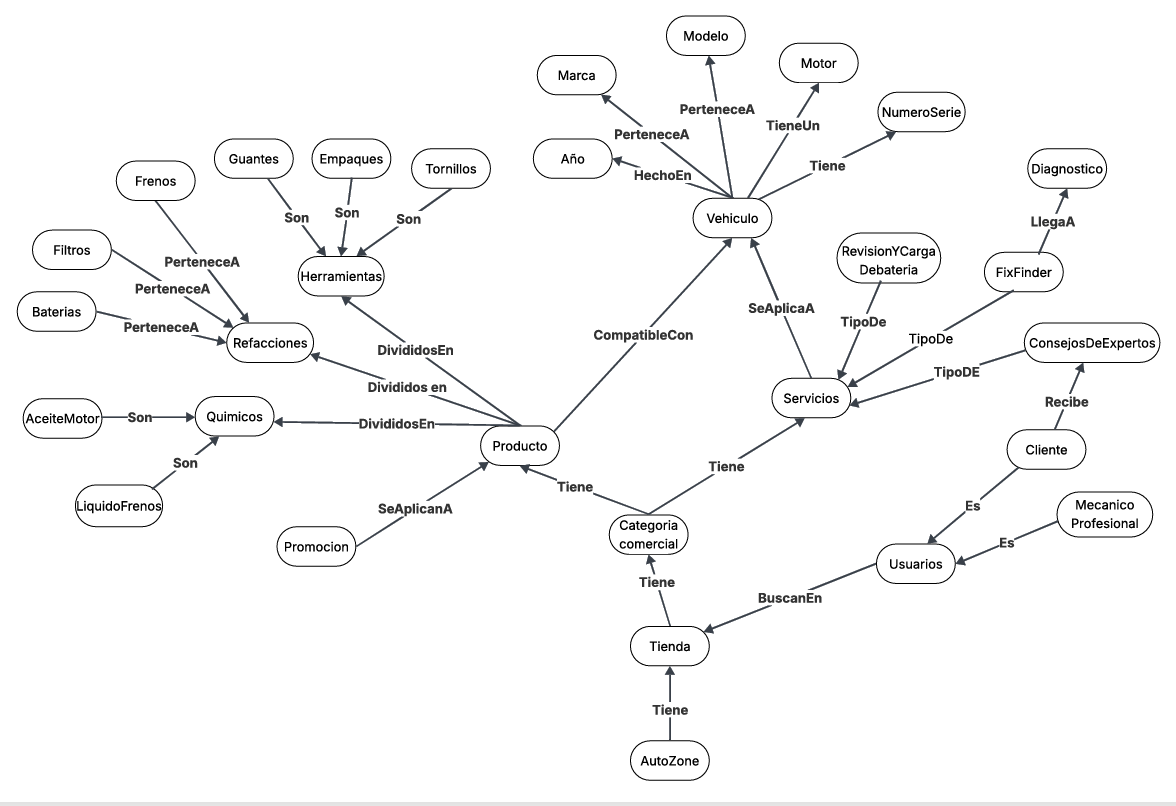 Modelo
Marca
Motor
PerteneceA
NumeroSerie
TieneUn
PerteneceA
Guantes
Empaques
Año
Tornillos
Tiene
Diagnostico
HechoEn
Frenos
Son
Son
Son
Vehiculo
LlegaA
Filtros
RevisionYCarga
Debateria
PerteneceA
Herramientas
FixFinder
PerteneceA
Baterias
SeAplicaA
TipoDe
PerteneceA
CompatibleCon
TipoDe
Refacciones
DivididosEn
ConsejosDeExpertos
Divididos en
TipoDE
Servicios
Recibe
AceiteMotor
Son
Quimicos
DivididosEn
Producto
Cliente
Son
Tiene
Tiene
LiquidoFrenos
SeAplicanA
Es
Mecanico
Profesional
Categoria
comercial
Promocion
Es
Usuarios
Tiene
BuscanEn
Tienda
Tiene
AutoZone